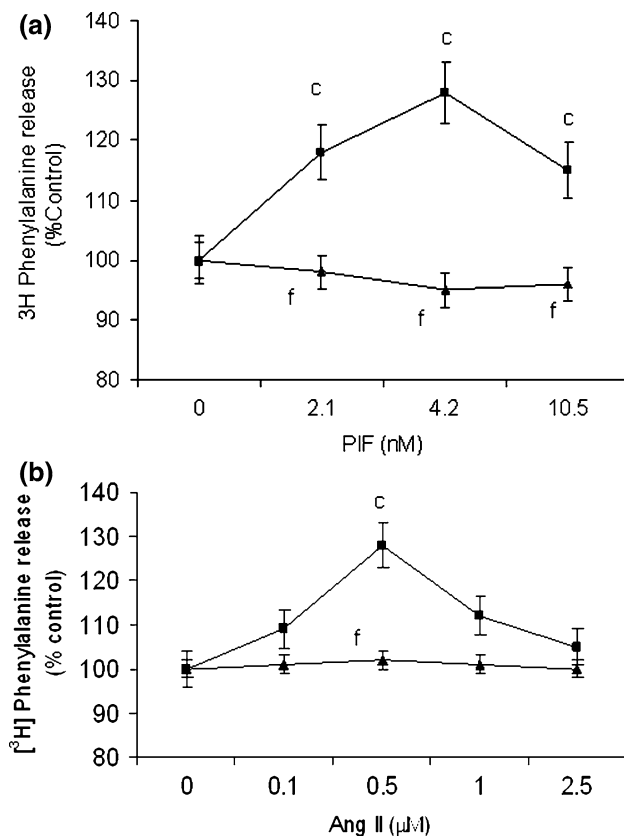 (a)
3H Phenylalanine release
(%Control)
140
130
120
110
100
90
80
c
c
c
f
f
f
0 2.1 4.2 10.5
PIF (nM)
(b)
[³H] Phenylalanine release
(% control)
140
130
120
110
100
90
80
c
f
0 0.1 0.5 1 2.5
Ang II (μM)